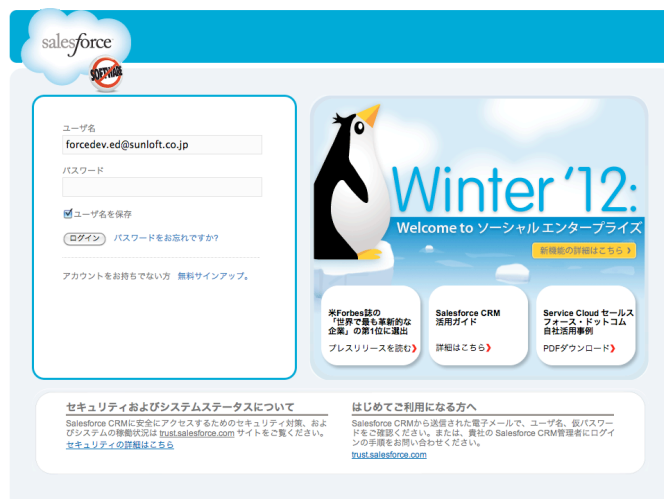 salesforce
SOFTWARE
ユーザ名
forcedev.ed@sunloft.co.jp
パスワード
ユーザ名を保存
ログイン パスワードをお忘れですか?
アカウントをお持ちでない方 無料サインアップ。
Winter '12:
Welcome to ソーシャル エンタープライズ
新機能の詳細はこちら
米Forbes誌の
「世界で最も革新的な
企業」の第1位に選出
プレスリリースを読む
Salesforce CRM
活用ガイド
詳細はこちら
Service Cloud セールス
フォース・ドットコム
自社活用事例
PDFダウンロード
セキュリティおよびシステムステータスについて
Salesforce CRMに安全にアクセスするためのセキュリティ対策、およ
びシステムの稼働状況は trust.salesforce.com サイトをご覧ください。
セキュリティの詳細はこちら
はじめてご利用になる方へ
Salesforce CRMから送信された電子メールで、ユーザ名、仮パスワー
ドをご確認ください。または、貴社の Salesforce CRM管理者にログイ
ンの手順をお問い合わせください。
trust.salesforce.com